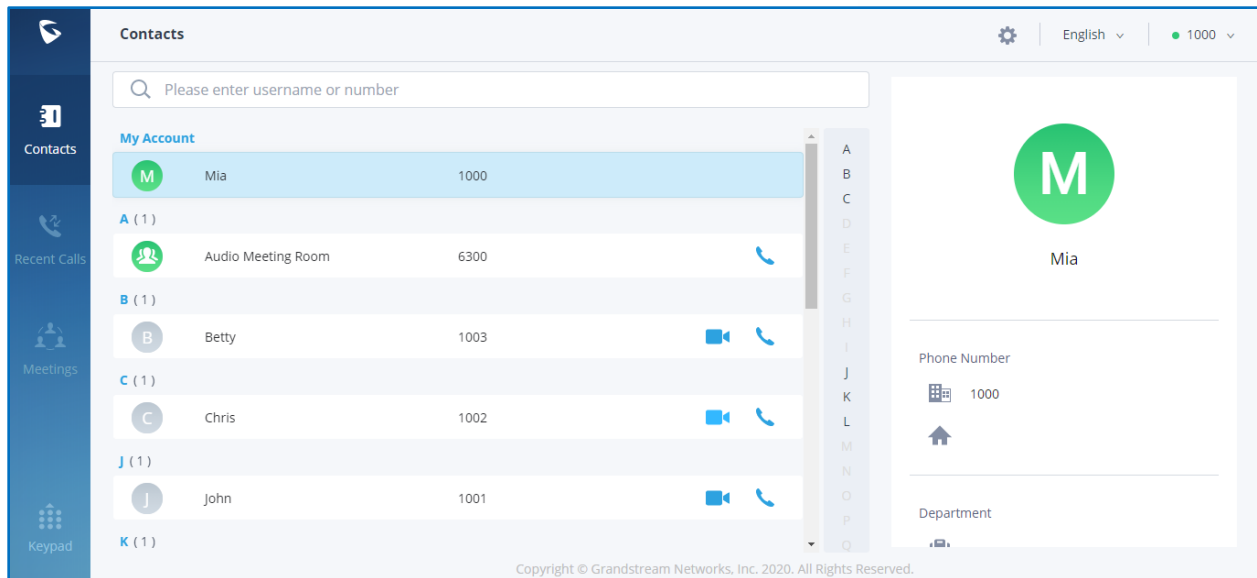 Contacts
English
1000
Contacts
Recent Calls
Meetings
Keypad
Please enter username or number
My Account
M Mia 1000
A ( 1 )
Audio Meeting Room 6300
B ( 1 )
B Betty 1003
C ( 1 )
C Chris 1002
J ( 1 )
J John 1001
K ( 1 )
A
B
C
D
E
F
G
H
I
J
K
L
M
N
O
P
Q
M
Mia
Phone Number
1000
Department
Copyright © Grandstream Networks, Inc. 2020. All Rights Reserved.